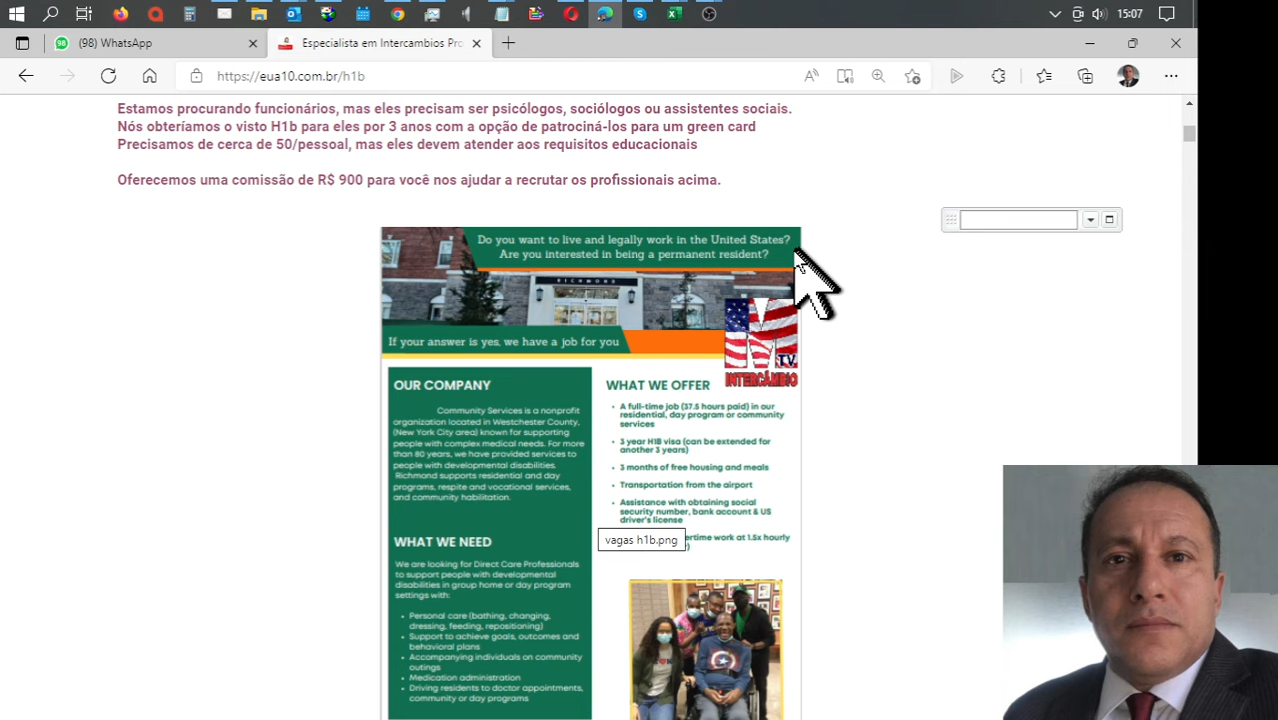 15:07
(98) WhatsApp
Especialista em Intercambios Pro
https://eua10.com.br/h1b
Estamos procurando funcionários, mas eles precisam ser psicólogos, sociólogos ou assistentes sociais.
Nós obteríamos o visto H1b para eles por 3 anos com a opção de patrociná-los para um green card
Precisamos de cerca de 50/pessoal, mas eles devem atender aos requisitos educacionais
Oferecemos uma comissão de R$ 900 para você nos ajudar a recrutar os profissionais acima.
Do you want to live and legally work in the United States?
Are you interested in being a permanent resident?
RICHMOND
If your answer is yes, we have a job for you
TV
INTERCÂMBIO
OUR COMPANY
Community Services is a nonprofit
organization located in Westchester County,
(New York City area) known for supporting
people with complex medical needs. For more
than 80 years, we have provided services to
people with developmental disabilities.
Richmond supports residential and day
programs, respite and vocational services,
and community habilitation.
WHAT WE NEED
We are looking for Direct Care Professionals
to support people with developmental
disabilities in group home or day program
settings with:
• Personal care (bathing, changing,
dressing, feeding, repositioning)
• Support to achieve goals, outcomes and
behavioral plans
• Accompanying individuals on community
outings
• Medication administration
• Driving residents to doctor appointments,
community or day programs
WHAT WE OFFER
• A full-time job (37.5 hours paid) in our
residential, day program or community
services
• 3 year H1B visa (can be extended for
another 3 years)
• 3 months of free housing and meals
• Transportation from the airport
• Assistance with obtaining social
security number, bank account & US
driver's license
ertime work at 1.5x hourly
vagas h1b.png